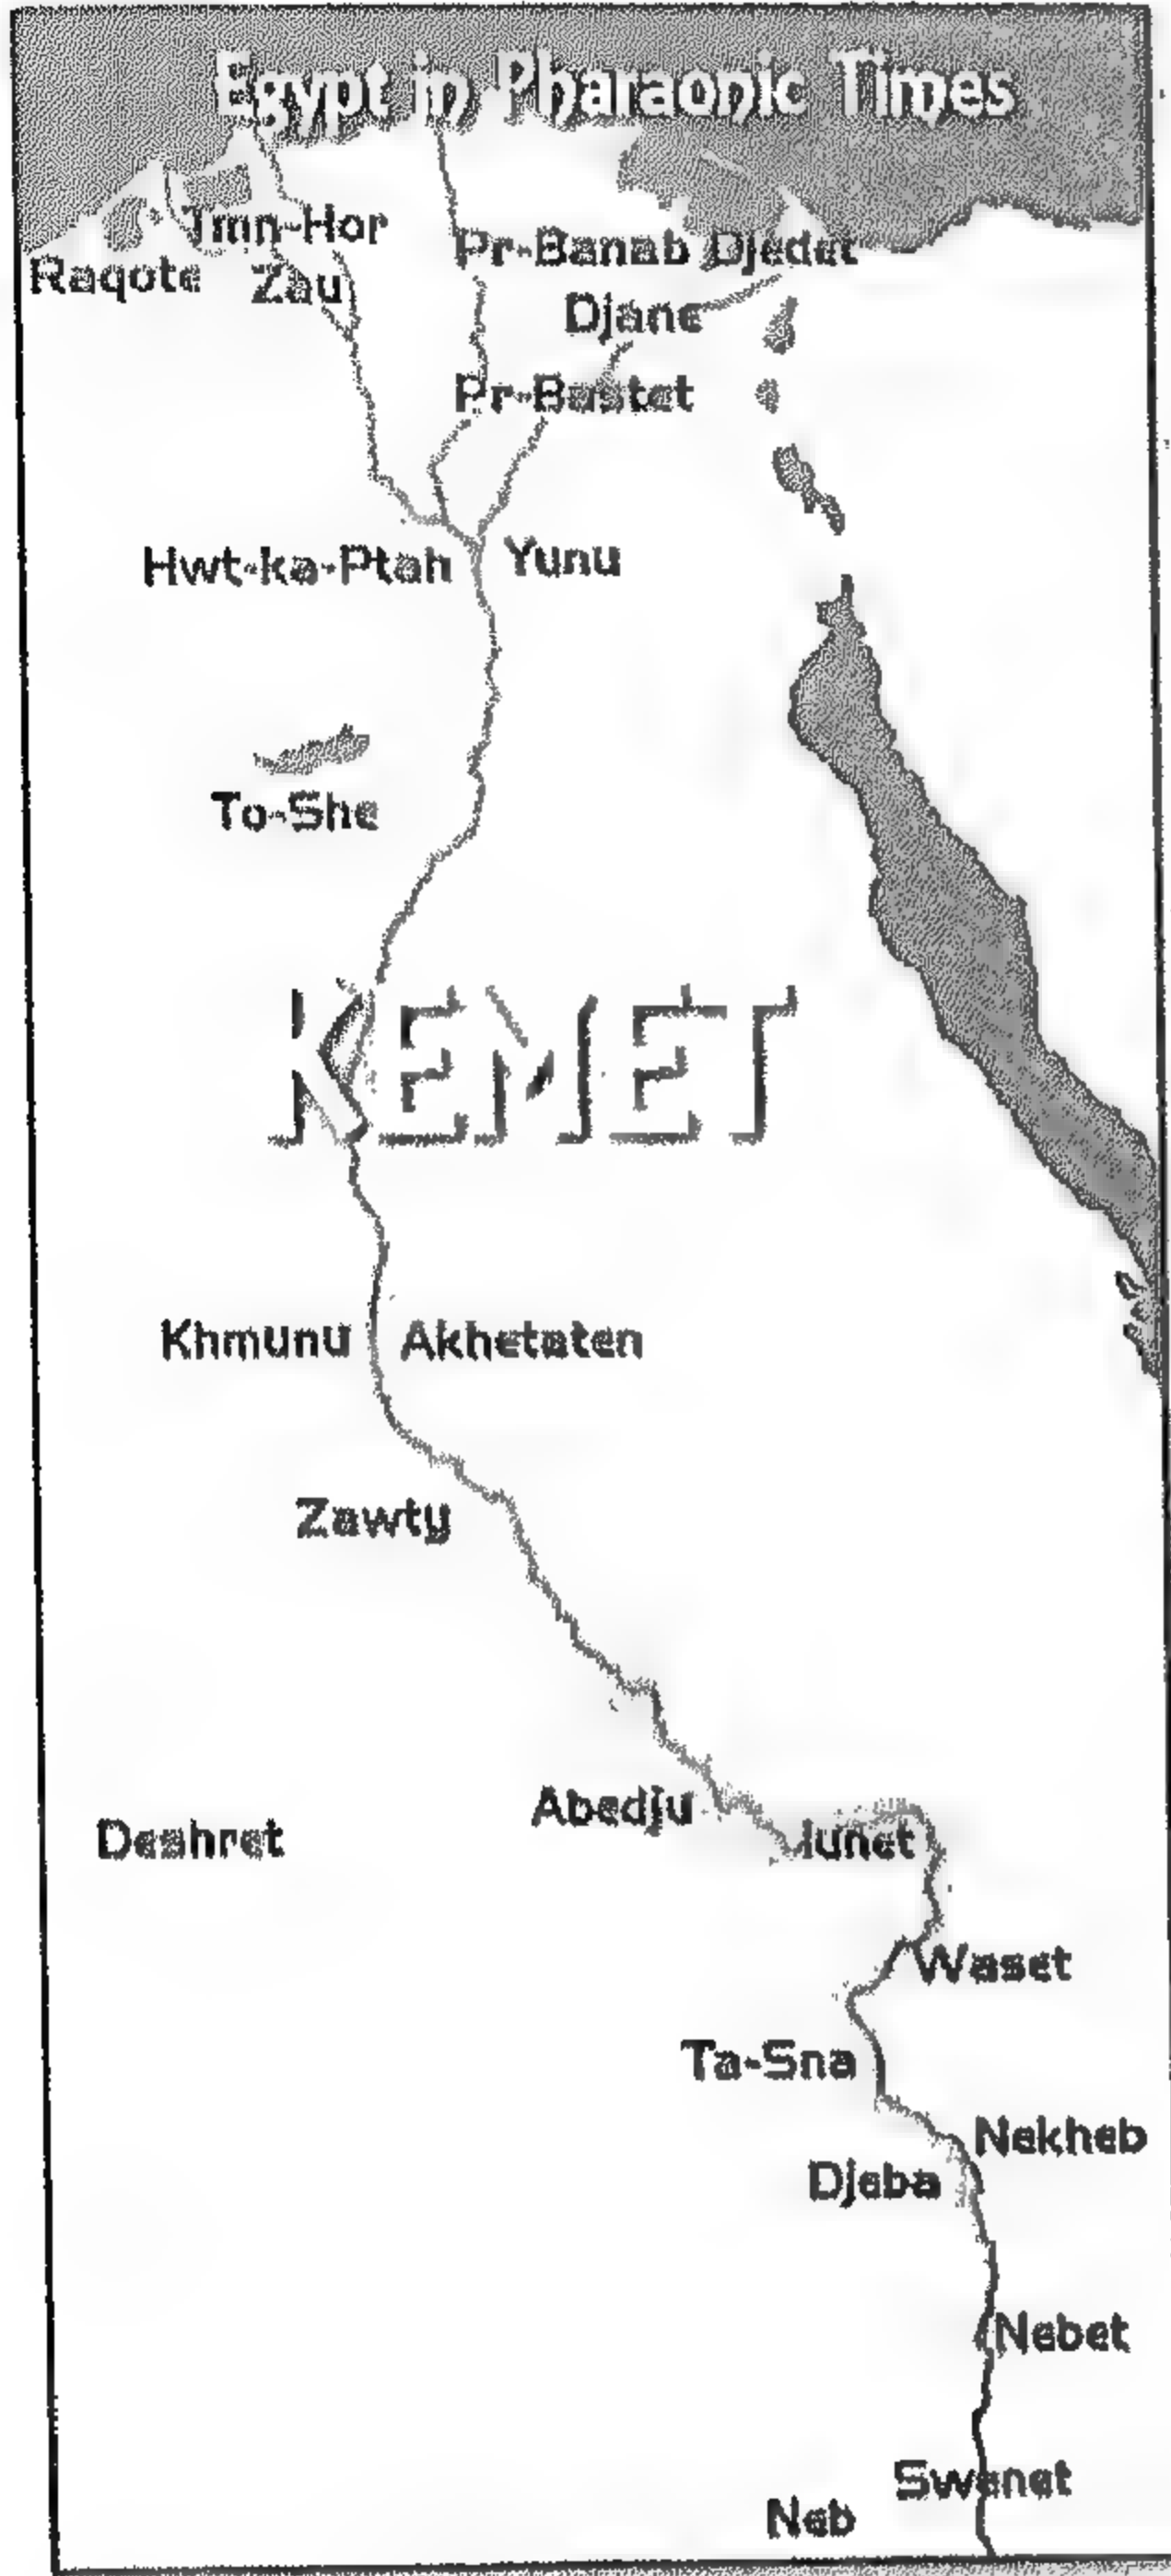 Egypt in Pharaonic Times
Tmn-Hor
Raqote
Zau
Pr-Banab Djedet
Djane
Pr-Bastet
Hwt-ka-Ptah
Yunu
To-She
KEMET
Khmunu
Akhetaten
Zawty
Abedju
Iunet
Deshret
Waset
Ta-Sna
Nekheb
Djeba
Nebet
Swenet
Neb